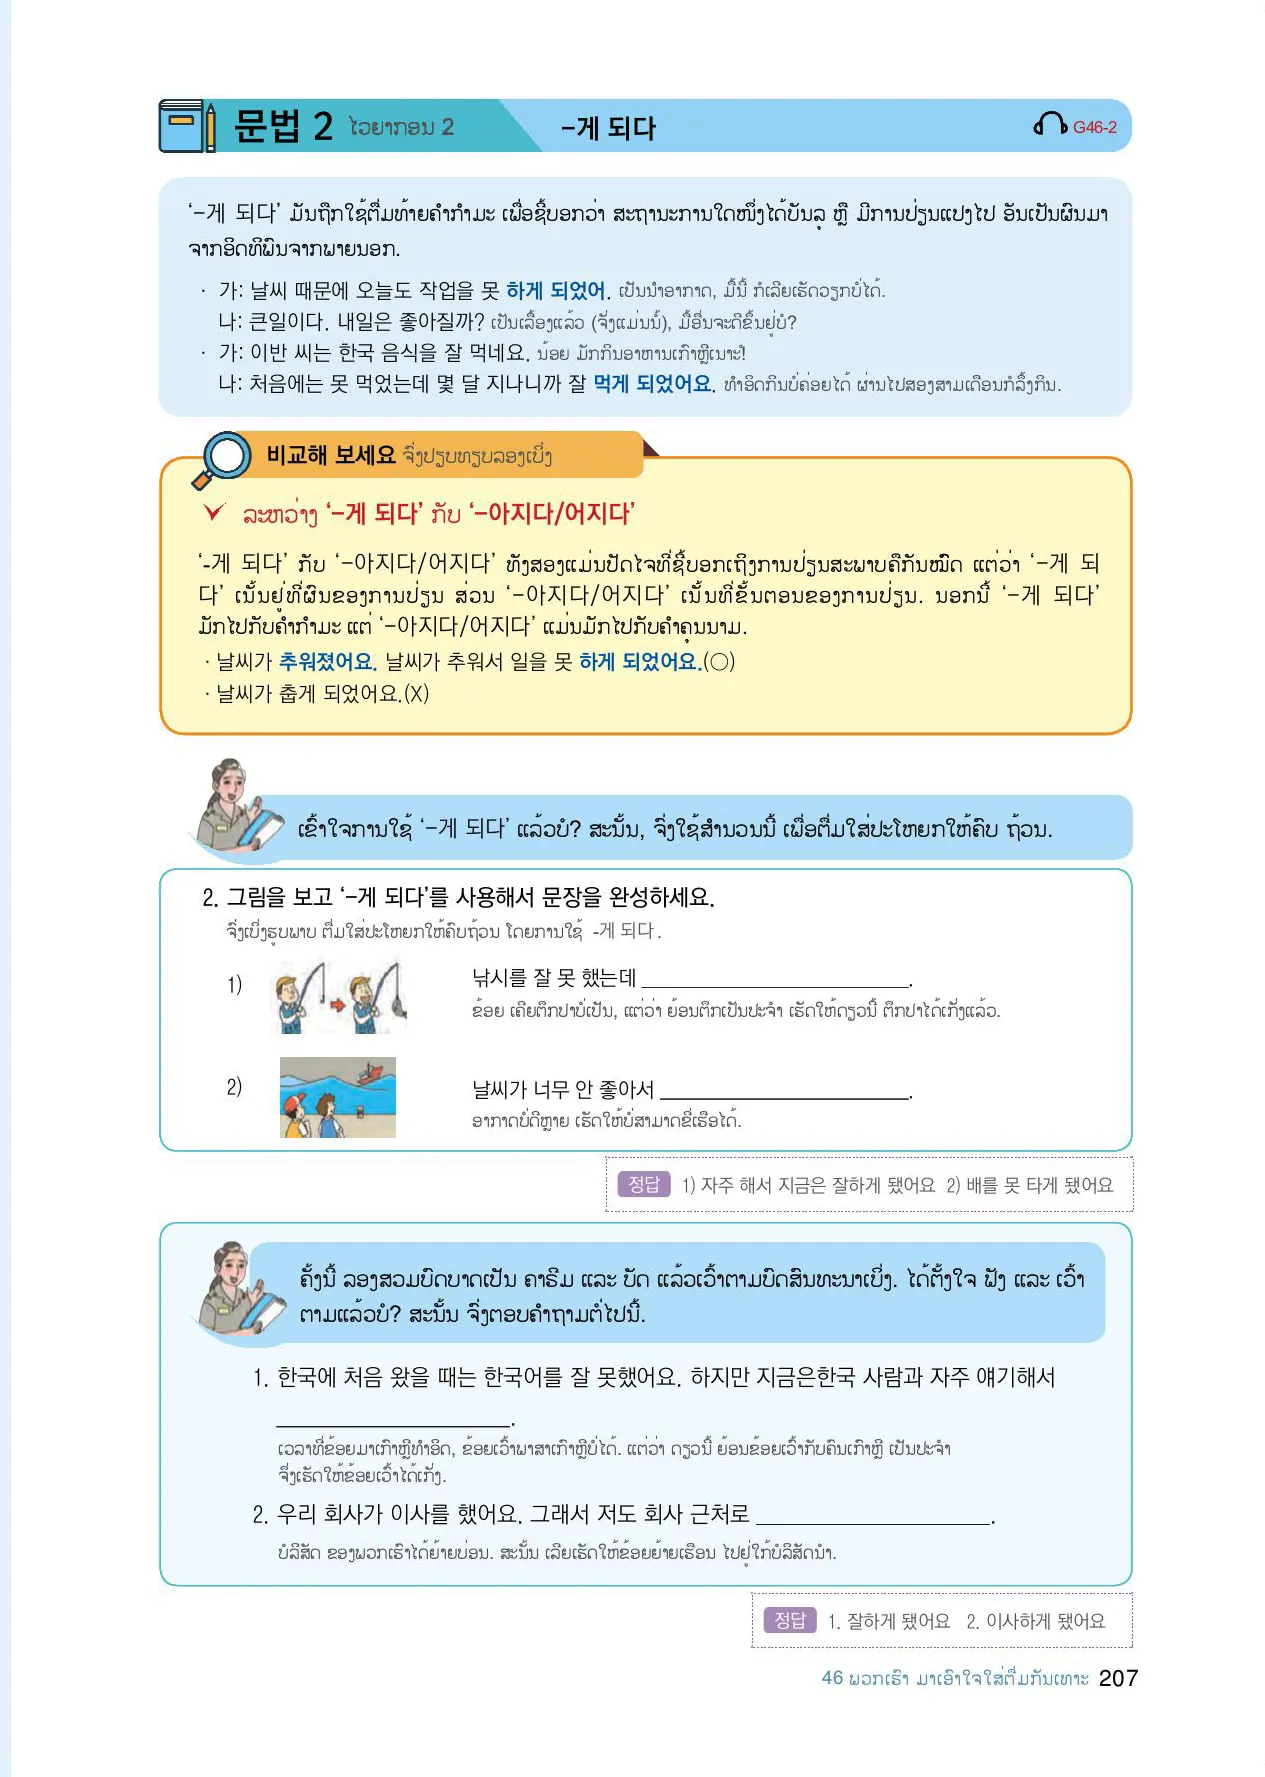 문법 2 ໄວຍາກອນ 2 -게 되다 G46-2
‘-게 되다’ ມັນຖືກໃຊ້ຕື່ມທ້າຍຄຳກຳມະ ເພື່ອຊີ້ບອກວ່າ ສະຖານະການໃດໜຶ່ງໄດ້ບັນລຸ ຫຼື ມີການປ່ຽນແປງໄປ ອັນເປັນຜົນມາ
ຈາກອິດທິພົນຈາກພາຍນອກ.
· 가: 날씨 때문에 오늘도 작업을 못 하게 되었어. ເປັນນຳອາກາດ, ມື້ນີ້ ກໍເລີຍເຮັດວຽກບໍ່ໄດ້.
나: 큰일이다. 내일은 좋아질까? ເປັນເລື່ອງແລ້ວ (ຈັ່ງແມ່ນນໍ້), ມື້ອື່ນຈະດີຂຶ້ນຢູ່ບໍ?
· 가: 이반 씨는 한국 음식을 잘 먹네요. ນ້ອຍ ມັກກິນອາຫານເກົາຫຼີເນາະ!
나: 처음에는 못 먹었는데 몇 달 지나니까 잘 먹게 되었어요. ທຳອິດກິນບໍ່ຄ່ອຍໄດ້ ຜ່ານໄປສອງສາມເດືອນກໍລຶ້ງກິນ.
비교해 보세요 ຈົ່ງປຽບທຽບລອງເບິ່ງ
ລະຫວ່າງ ‘-게 되다’ ກັບ ‘-아지다/어지다’
‘-게 되다’ ກັບ ‘-아지다/어지다’ ທັງສອງແມ່ນປັດໄຈທີ່ຊີ້ບອກເຖິງການປ່ຽນສະພາບຄືກັນໝົດ ແຕ່ວ່າ ‘-게 되
다’ ເນັ້ນຢູ່ທີ່ຜົນຂອງການປ່ຽນ ສ່ວນ ‘-아지다/어지다’ ເນັ້ນທີ່ຂັ້ນຕອນຂອງການປ່ຽນ. ນອກນີ້ ‘-게 되다’
ມັກໄປກັບຄຳກຳມະ ແຕ່ ‘-아지다/어지다’ ແມ່ນມັກໄປກັບຄຳຄຸນນາມ.
· 날씨가 추워졌어요. 날씨가 추워서 일을 못 하게 되었어요.(○)
· 날씨가 춥게 되었어요.(X)
ເຂົ້າໃຈການໃຊ້ ‘-게 되다’ ແລ້ວບໍ? ສະນັ້ນ, ຈົ່ງໃຊ້ສຳນວນນີ້ ເພື່ອຕື່ມໃສ່ປະໂຫຍກໃຫ້ຄົບ ຖ້ວນ.
2. 그림을 보고 ‘-게 되다’를 사용해서 문장을 완성하세요.
ຈົ່ງເບິ່ງຮູບພາບ ຕື່ມໃສ່ປະໂຫຍກໃຫ້ຄົບຖ້ວນ ໂດຍການໃຊ້ -게 되다.
1) 낚시를 잘 못 했는데 ____________________.
ຂ້ອຍ ເຄີຍຕຶກປາບໍ່ເປັນ, ແຕ່ວ່າ ຍ້ອນຕຶກເປັນປະຈຳ ເຮັດໃຫ້ດຽວນີ້ ຕຶກປາໄດ້ເກັ່ງແລ້ວ.
2) 날씨가 너무 안 좋아서 ____________________.
ອາກາດບໍ່ດີຫຼາຍ ເຮັດໃຫ້ບໍ່ສາມາດຂີ່ເຮືອໄດ້.
정답 1) 자주 해서 지금은 잘하게 됐어요 2) 배를 못 타게 됐어요
ຄັ້ງນີ້ ລອງສວມບົດບາດເປັນ ຄາຣີມ ແລະ ບັດ ແລ້ວເວົ້າຕາມບົດສົນທະນາເບິ່ງ. ໄດ້ຕັ້ງໃຈ ຟັງ ແລະ ເວົ້າ
ຕາມແລ້ວບໍ? ສະນັ້ນ ຈົ່ງຕອບຄຳຖາມຕໍ່ໄປນີ້.
1. 한국에 처음 왔을 때는 한국어를 잘 못했어요. 하지만 지금은한국 사람과 자주 얘기해서
____________________.
ເວລາທີ່ຂ້ອຍມາເກົາຫຼີທຳອິດ, ຂ້ອຍເວົ້າພາສາເກົາຫຼີບໍ່ໄດ້. ແຕ່ວ່າ ດຽວນີ້ ຍ້ອນຂ້ອຍເວົ້າກັບຄົນເກົາຫຼີ ເປັນປະຈຳ
ຈຶ່ງເຮັດໃຫ້ຂ້ອຍເວົ້າໄດ້ເກັ່ງ.
2. 우리 회사가 이사를 했어요. 그래서 저도 회사 근처로 ____________________.
ບໍລິສັດ ຂອງພວກເຮົາໄດ້ຍ້າຍບ່ອນ. ສະນັ້ນ ເລີຍເຮັດໃຫ້ຂ້ອຍຍ້າຍເຮືອນ ໄປຢູ່ໃກ້ບໍລິສັດນຳ.
정답 1. 잘하게 됐어요 2. 이사하게 됐어요
46 ພວກເຮົາ ມາເອົາໃຈໃສ່ຕື່ມກັນເທາະ 207